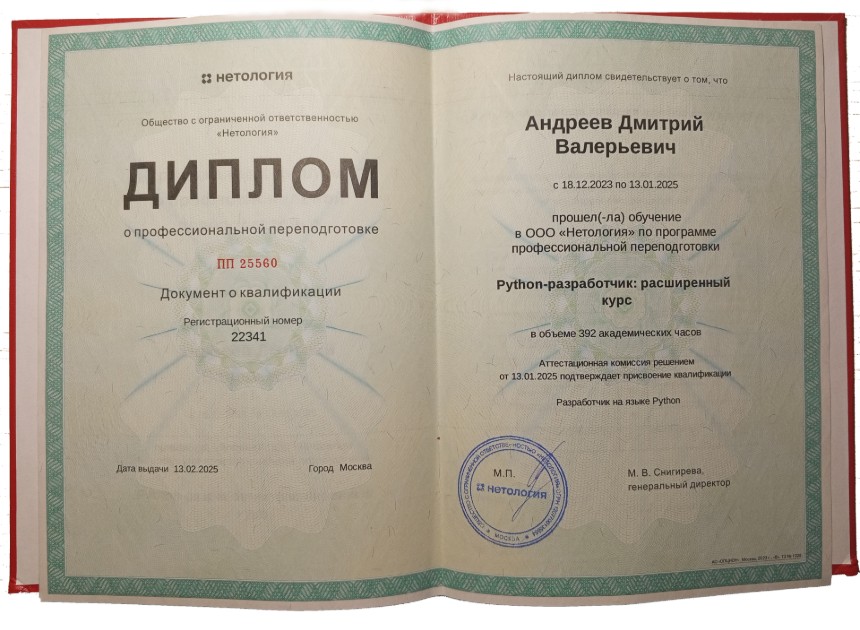 нетология
Общество с ограниченной ответственностью
«Нетология»
ДИПЛОМ
о профессиональной переподготовке
ПП 25560
Документ о квалификации
Регистрационный номер
22341
Дата выдачи 13.02.2025 Город Москва
Настоящий диплом свидетельствует о том, что
Андреев Дмитрий
Валерьевич
с 18.12.2023 по 13.01.2025
прошел(-ла) обучение
в ООО «Нетология» по программе
профессиональной переподготовки
Python-разработчик: расширенный
курс
в объеме 392 академических часов
Аттестационная комиссия решением
от 13.01.2025 подтверждает присвоение квалификации
Разработчик на языке Python
М.П.
нетология
МОСКВА
М. В. Снигирева,
генеральный директор